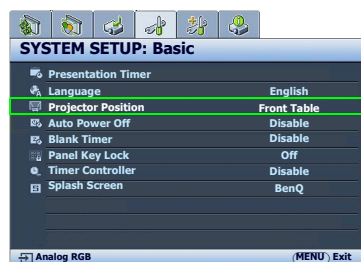 SYSTEM SETUP: Basic
Presentation Timer
Language English
Projector Position Front Table
Auto Power Off Disable
Blank Timer Disable
Panel Key Lock Off
Timer Controller Disable
Splash Screen BenQ
Analog RGB MENU Exit